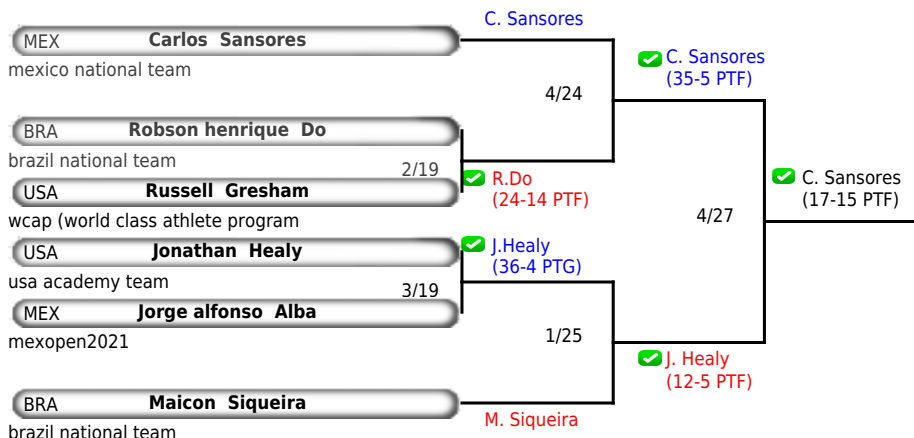 C. Sansores
MEX Carlos Sansores
mexico national team
C. Sansores
(35-5 PTF)
4/24
BRA Robson henrique Do
brazil national team
2/19
R.Do
(24-14 PTF)
USA Russell Gresham
wcap (world class athlete program
C. Sansores
(17-15 PTF)
4/27
USA Jonathan Healy
usa academy team
J.Healy
(36-4 PTG)
3/19
MEX Jorge alfonso Alba
mexopen2021
1/25
J. Healy
(12-5 PTF)
BRA Maicon Siqueira
M. Siqueira
brazil national team